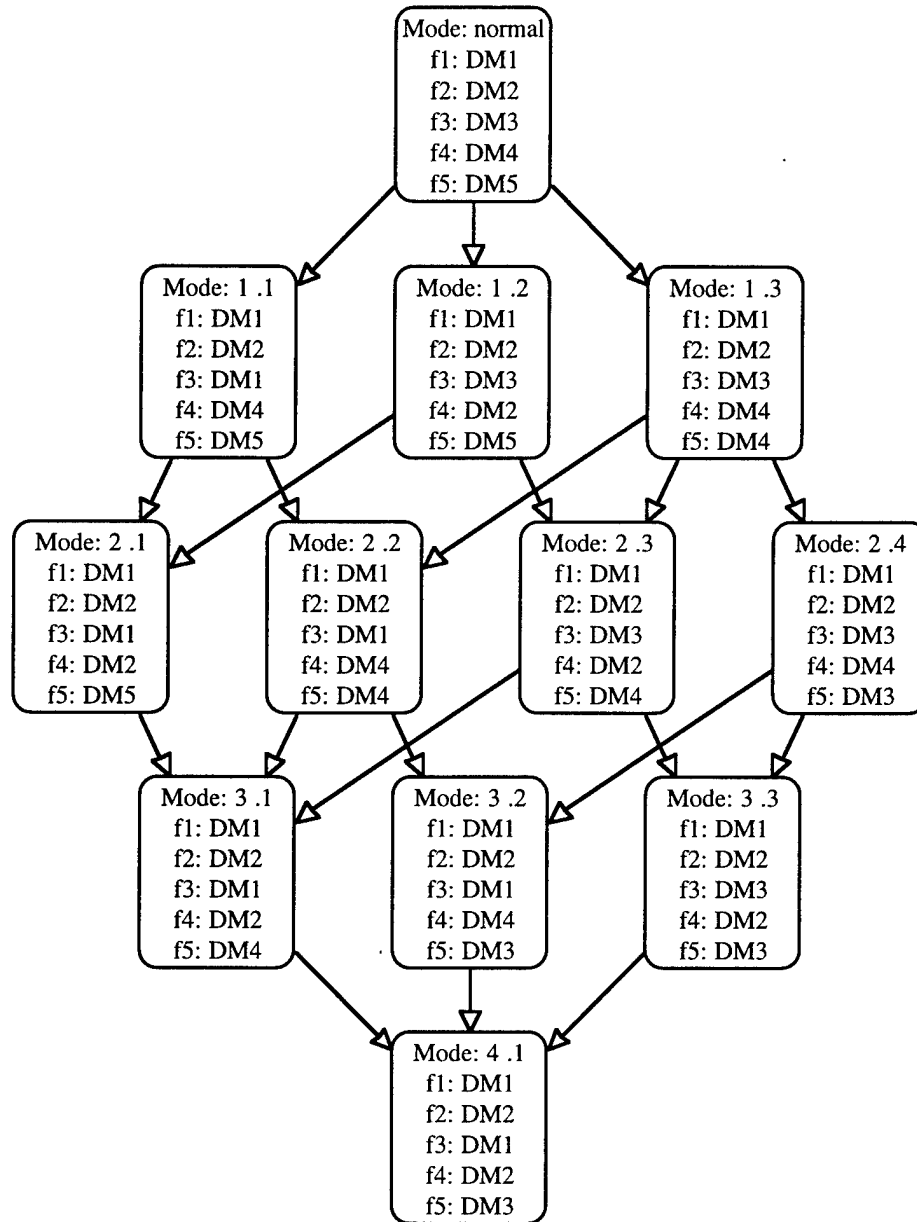 Mode: normal
f1: DM1
f2: DM2
f3: DM3
f4: DM4
f5: DM5
Mode: 1 .1
f1: DM1
f2: DM2
f3: DM1
f4: DM4
f5: DM5
Mode: 1 .2
f1: DM1
f2: DM2
f3: DM3
f4: DM2
f5: DM5
Mode: 1 .3
f1: DM1
f2: DM2
f3: DM3
f4: DM4
f5: DM4
Mode: 2 .1
f1: DM1
f2: DM2
f3: DM1
f4: DM2
f5: DM5
Mode: 2 .2
f1: DM1
f2: DM2
f3: DM1
f4: DM4
f5: DM4
Mode: 2 .3
f1: DM1
f2: DM2
f3: DM3
f4: DM2
f5: DM4
Mode: 2 .4
f1: DM1
f2: DM2
f3: DM3
f4: DM4
f5: DM3
Mode: 3 .1
f1: DM1
f2: DM2
f3: DM1
f4: DM2
f5: DM4
Mode: 3 .2
f1: DM1
f2: DM2
f3: DM1
f4: DM4
f5: DM3
Mode: 3 .3
f1: DM1
f2: DM2
f3: DM3
f4: DM2
f5: DM3
Mode: 4 .1
f1: DM1
f2: DM2
f3: DM1
f4: DM2
f5: DM3